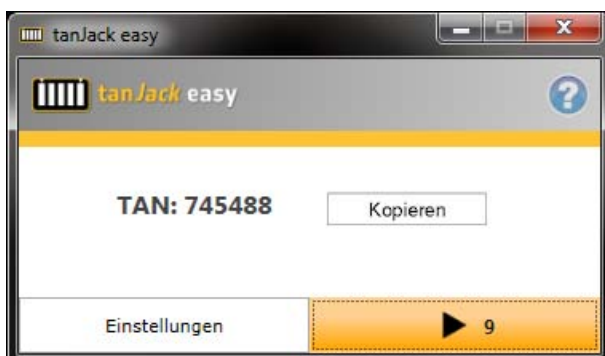 tanJack easy
tanJack easy ?
TAN: 745488 Kopieren
Einstellungen 9